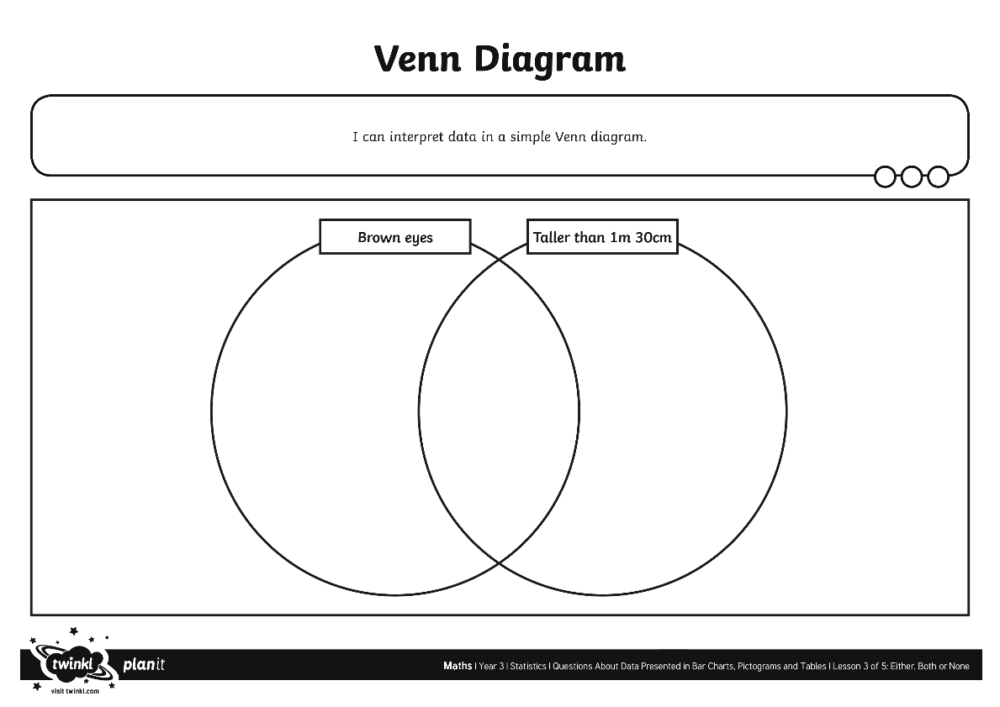 Venn Diagram
I can interpret data in a simple Venn diagram.
Brown eyes
Taller than 1m 30cm
twinkl
planit
visit twinkl.com
Maths | Year 3 | Statistics | Questions About Data Presented in Bar Charts, Pictograms and Tables | Lesson 3 of 5: Either, Both or None